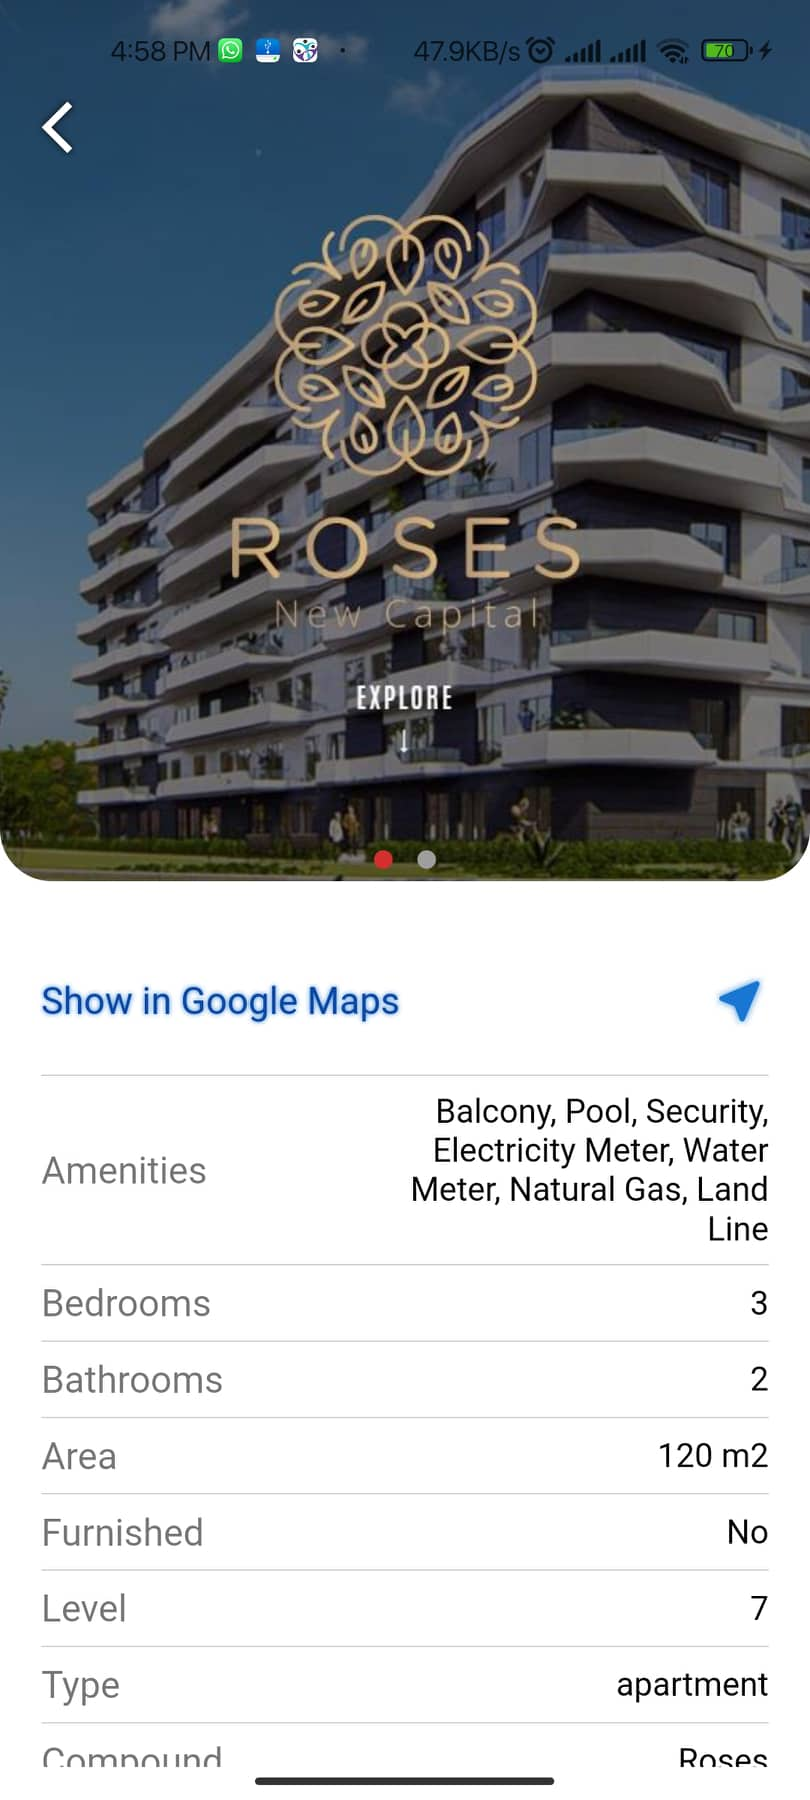 4:58 PM 47.9KB/s 70
ROSES
New Capital
EXPLORE
Show in Google Maps
Amenities
Balcony, Pool, Security,
Electricity Meter, Water
Meter, Natural Gas, Land
Line
Bedrooms 3
Bathrooms 2
Area 120 m2
Furnished No
Level 7
Type apartment
Compound Roses